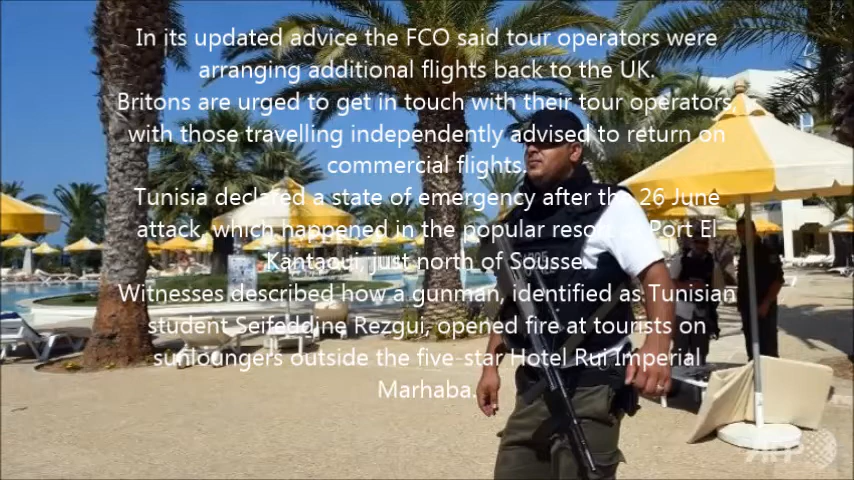 In its updated advice the FCO said tour operators were
arranging additional flights back to the UK.
Britons are urged to get in touch with their tour operators,
with those travelling independently advised to return on
commercial flights.
Tunisia declared a state of emergency after the 26 June
attack, which happened in the popular resort of Port El
Kantaoui, just north of Sousse.
Witnesses described how a gunman, identified as Tunisian
student Seifeddine Rezgui, opened fire at tourists on
sunloungers outside the five-star Hotel Rui Imperial
Marhaba.
AFP